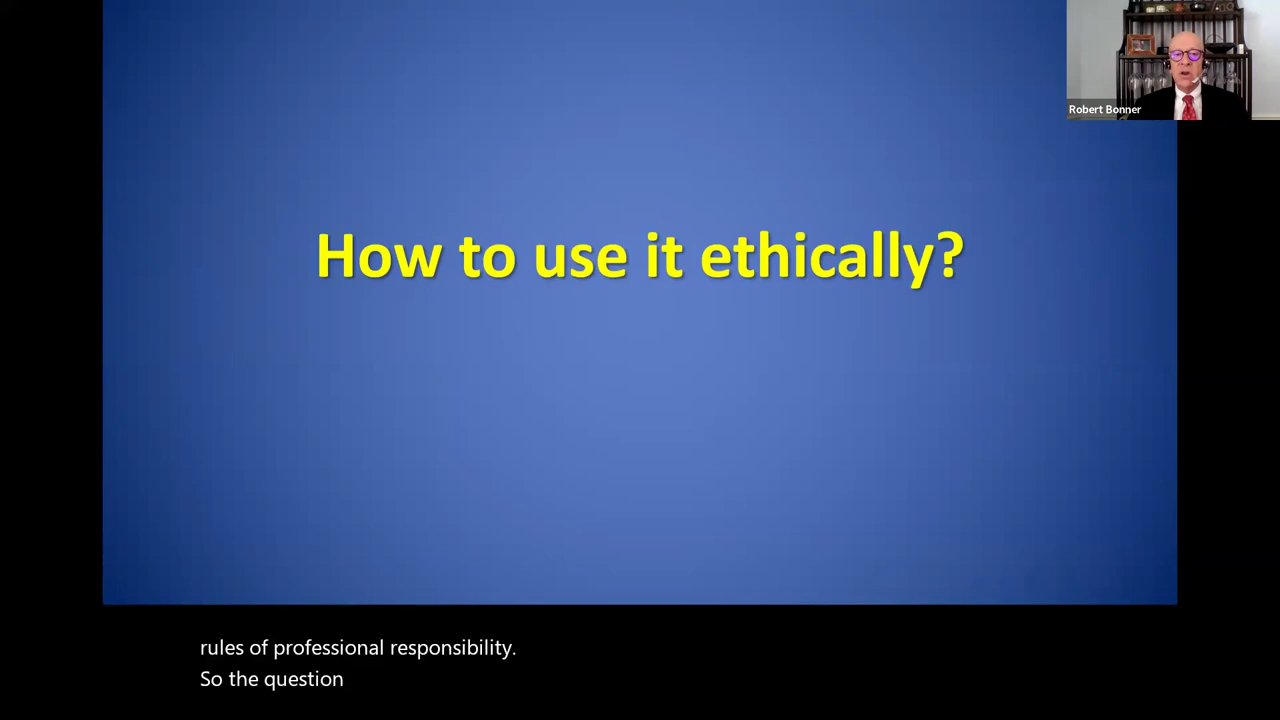 Robert Bonner
How to use it ethically?
rules of professional responsibility.
So the question